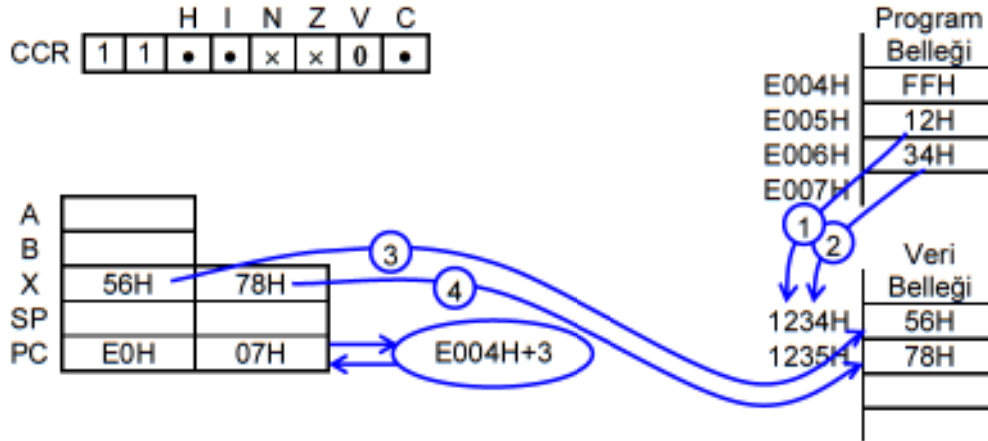 H I N Z V C
CCR 1 1 • • × × 0 •
Program
Belleği
E004H FFH
E005H 12H
E006H 34H
E007H
1 2
A
B
X 56H 78H
SP
PC E0H 07H
3
4
E004H+3
Veri
Belleği
1234H 56H
1235H 78H